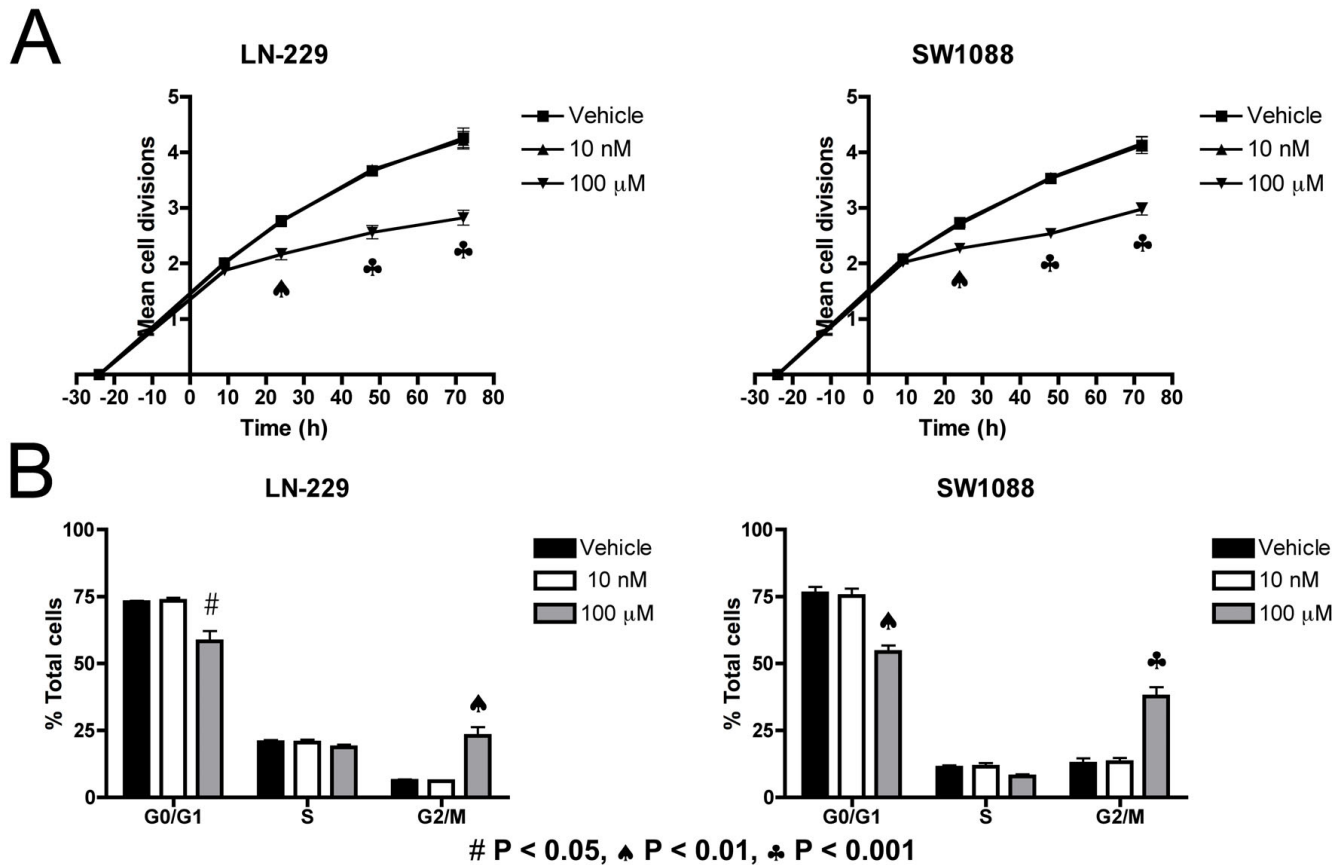 A
LN-229
Mean cell divisions
5
4
3
2
1
-30 -20 -10 0 10 20 30 40 50 60 70 80
Time (h)
Vehicle
10 nM
100 μM
♠ ♣ ♣
SW1088
Mean cell divisions
5
4
3
2
1
-30 -20 -10 0 10 20 30 40 50 60 70 80
Time (h)
Vehicle
10 nM
100 μM
♠ ♣ ♣
B
LN-229
% Total cells
100
75
50
25
0
# ♠
G0/G1 S G2/M
Vehicle
10 nM
100 μM
SW1088
% Total cells
100
75
50
25
0
♠ ♣
G0/G1 S G2/M
Vehicle
10 nM
100 μM
# P < 0.05, ♠ P < 0.01, ♣ P < 0.001